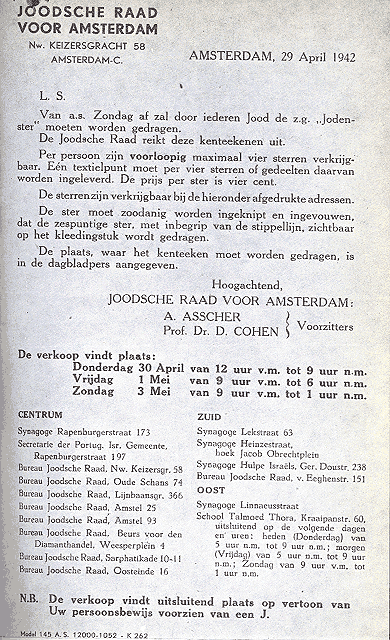 JOODSCHE RAAD
VOOR AMSTERDAM
Nw. KEIZERSGRACHT 58
AMSTERDAM-C.
AMSTERDAM, 29 April 1942
L. S.
Van a.s. Zondag af zal door iederen Jood de z.g. „Joden-
ster" moeten worden gedragen.
De Joodsche Raad reikt deze kenteekenen uit.
Per persoon zijn voorloopig maximaal vier sterren verkrijg-
baar. Eén textielpunt moet per vier sterren of gedeelten daarvan
worden ingeleverd. De prijs per ster is vier cent.
De sterren zijn verkrijgbaar bij de hieronder afgedrukte adressen.
De ster moet zoodanig worden ingeknipt en ingevouwen,
dat de zespuntige ster, met inbegrip van de stippellijn, zichtbaar
op het kleedingstuk wordt gedragen.
De plaats, waar het kenteeken moet worden gedragen, is
in de dagbladpers aangegeven.
Hoogachtend,
JOODSCHE RAAD VOOR AMSTERDAM:
A. ASSCHER
Prof. Dr. D. COHEN } Voorzitters
De verkoop vindt plaats:
Donderdag 30 April van 12 uur v.m. tot 9 uur n.m.
Vrijdag 1 Mei van 9 uur v.m. tot 6 uur n.m.
Zondag 3 Mei van 9 uur v.m. tot 1 uur n.m.
CENTRUM
Synagoge Rapenburgerstraat 173
Secretarie der Portug. Isr. Gemeente,
Rapenburgerstraat 197
Bureau Joodsche Raad, Nw. Keizersgr. 58
Bureau Joodsche Raad, Oude Schans 74
Bureau Joodsche Raad, Lijnbaansgr. 366
Bureau Joodsche Raad, Amstel 25
Bureau Joodsche Raad, Amstel 93
Bureau Joodsche Raad, Beurs voor den
Diamanthandel, Weesperplein 4
Bureau Joodsche Raad, Sarphatikade 10-11
Bureau Joodsche Raad, Oosteinde 16
ZUID
Synagoge Lekstraat 63
Synagoge Heinzestraat,
hoek Jacob Obrechtplein
Synagoge Hulpe Israëls, Ger. Doustr. 238
Bureau Joodsche Raad, v. Eeghenstr. 151
OOST
Synagoge Linnaeusstraat
School Talmoed Thora, Kraaipanstr. 60,
uitsluitend op de volgende dagen
en uren: heden (Donderdag) van
5 uur n.m. tot 9 uur n.m.; morgen
(Vrijdag) van 5 uur n.m. tot 9 uur
n.m.; Zondag van 9 uur v.m. tot
1 uur n.m.
N.B. De verkoop vindt uitsluitend plaats op vertoon van
Uw persoonsbewijs voorzien van een J.
Model 145 A. S. 12000-1052 - K 262